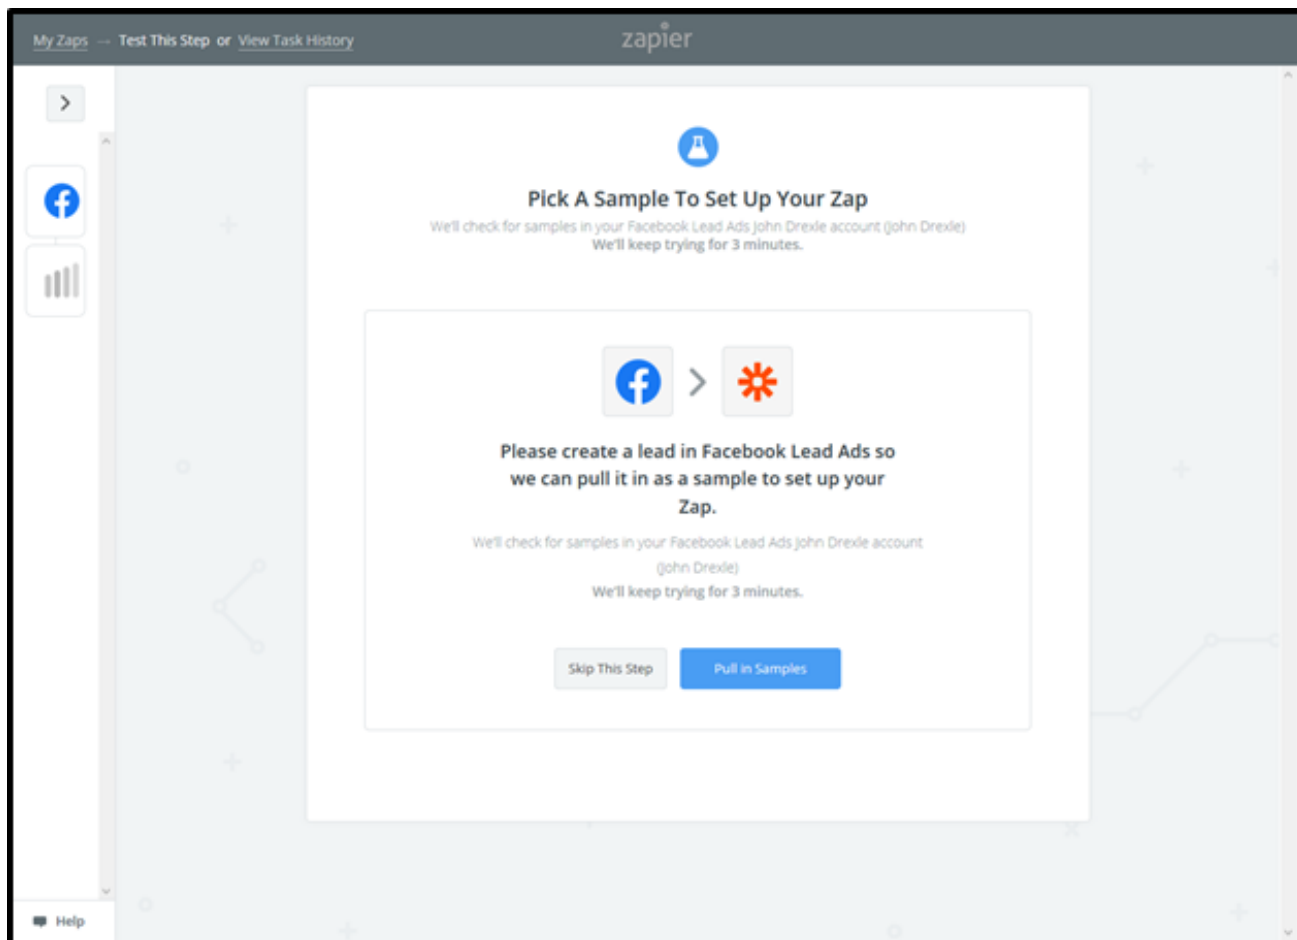 My Zaps → Test This Step or View Task History
zapier
Pick A Sample To Set Up Your Zap
We'll check for samples in your Facebook Lead Ads John Drexle account (John Drexle)
We'll keep trying for 3 minutes.
Please create a lead in Facebook Lead Ads so
we can pull it in as a sample to set up your
Zap.
We'll check for samples in your Facebook Lead Ads John Drexle account
(John Drexle)
We'll keep trying for 3 minutes.
Skip This Step
Pull in Samples
Help